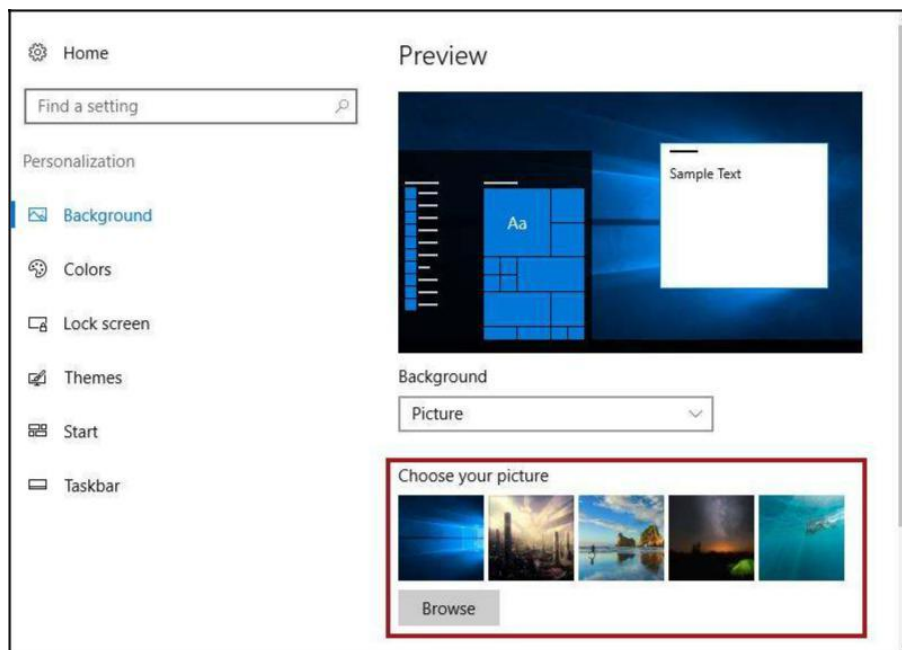 Home
Find a setting
Personalization
Background
Colors
Lock screen
Themes
Start
Taskbar
Preview
Sample Text
Aa
Background
Picture
Choose your picture
Browse